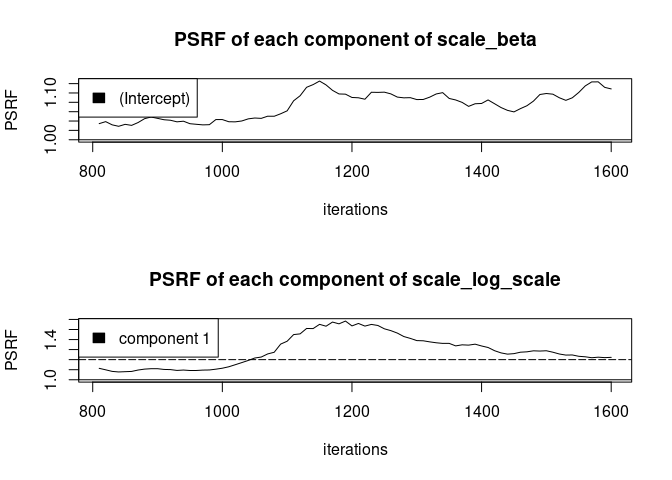 PSRF of each component of scale_beta
PSRF
1.00 1.10
(Intercept)
800 1000 1200 1400 1600
iterations
PSRF of each component of scale_log_scale
PSRF
1.0 1.4
component 1
800 1000 1200 1400 1600
iterations